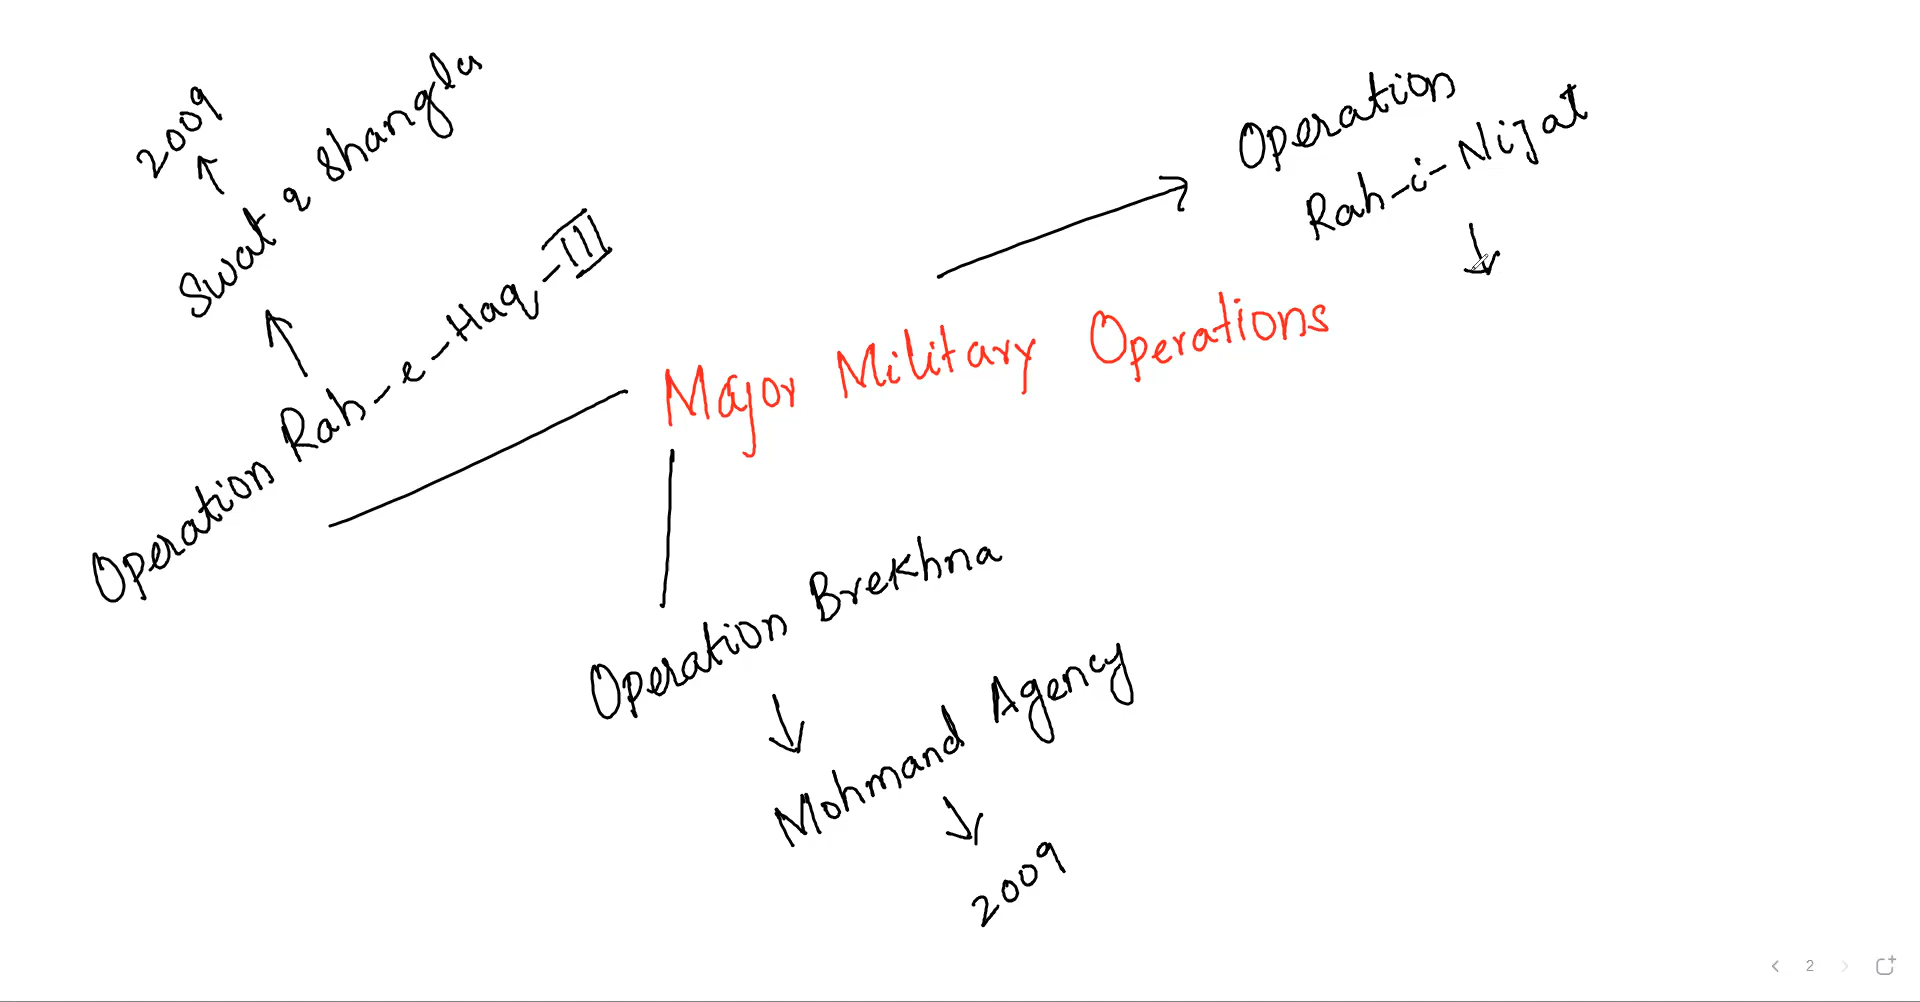 2009
Swat & Shangla
Operation Rah-e-Haq-III
Major Military Operations
Operation
Rah-i-Nijat
Operation Brekhna
Mohmand Agency
2009
2